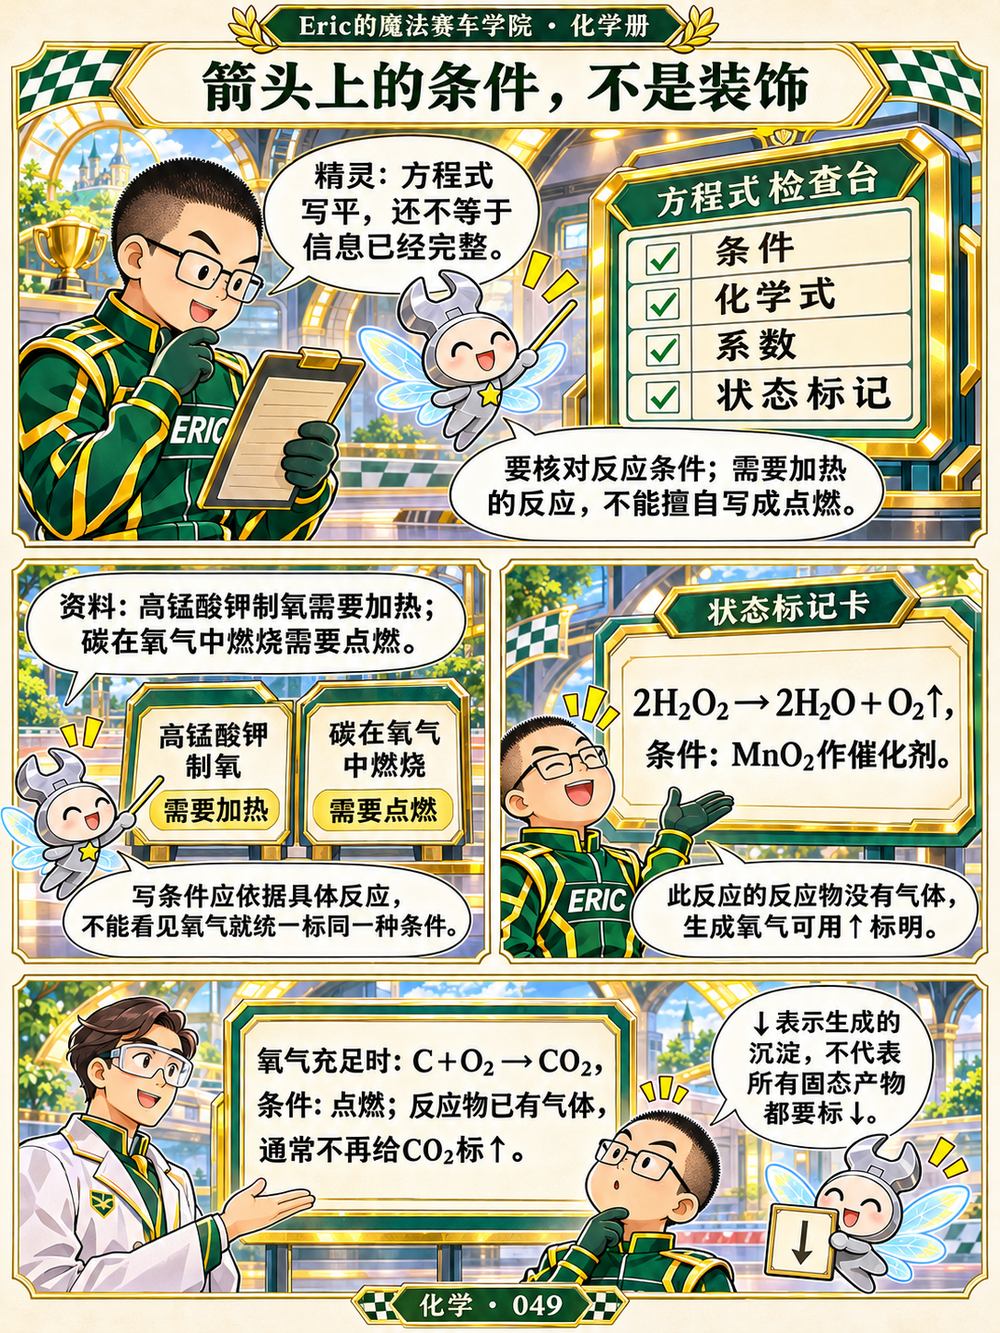 Eric的魔法赛车学院 · 化学册
箭头上的条件，不是装饰
精灵：方程式
写平，还不等于
信息已经完整。
方程式检查台
条件
化学式
系数
状态标记
ERIC
要核对反应条件；需要加热
的反应，不能擅自写成点燃。
资料：高锰酸钾制氧需要加热；
碳在氧气中燃烧需要点燃。
高锰酸钾
制氧
需要加热
碳在氧气
中燃烧
需要点燃
写条件应依据具体反应，
不能看见氧气就统一标同一种条件。
状态标记卡
2H₂O₂→2H₂O+O₂↑，
条件：MnO₂作催化剂。
ERIC
此反应的反应物没有气体，
生成氧气可用↑标明。
氧气充足时：C+O₂→CO₂，
条件：点燃；反应物已有气体，
通常不再给CO₂标↑。
↓表示生成的
沉淀，不代表
所有固态产物
都要标↓。
↓
化学 · 049